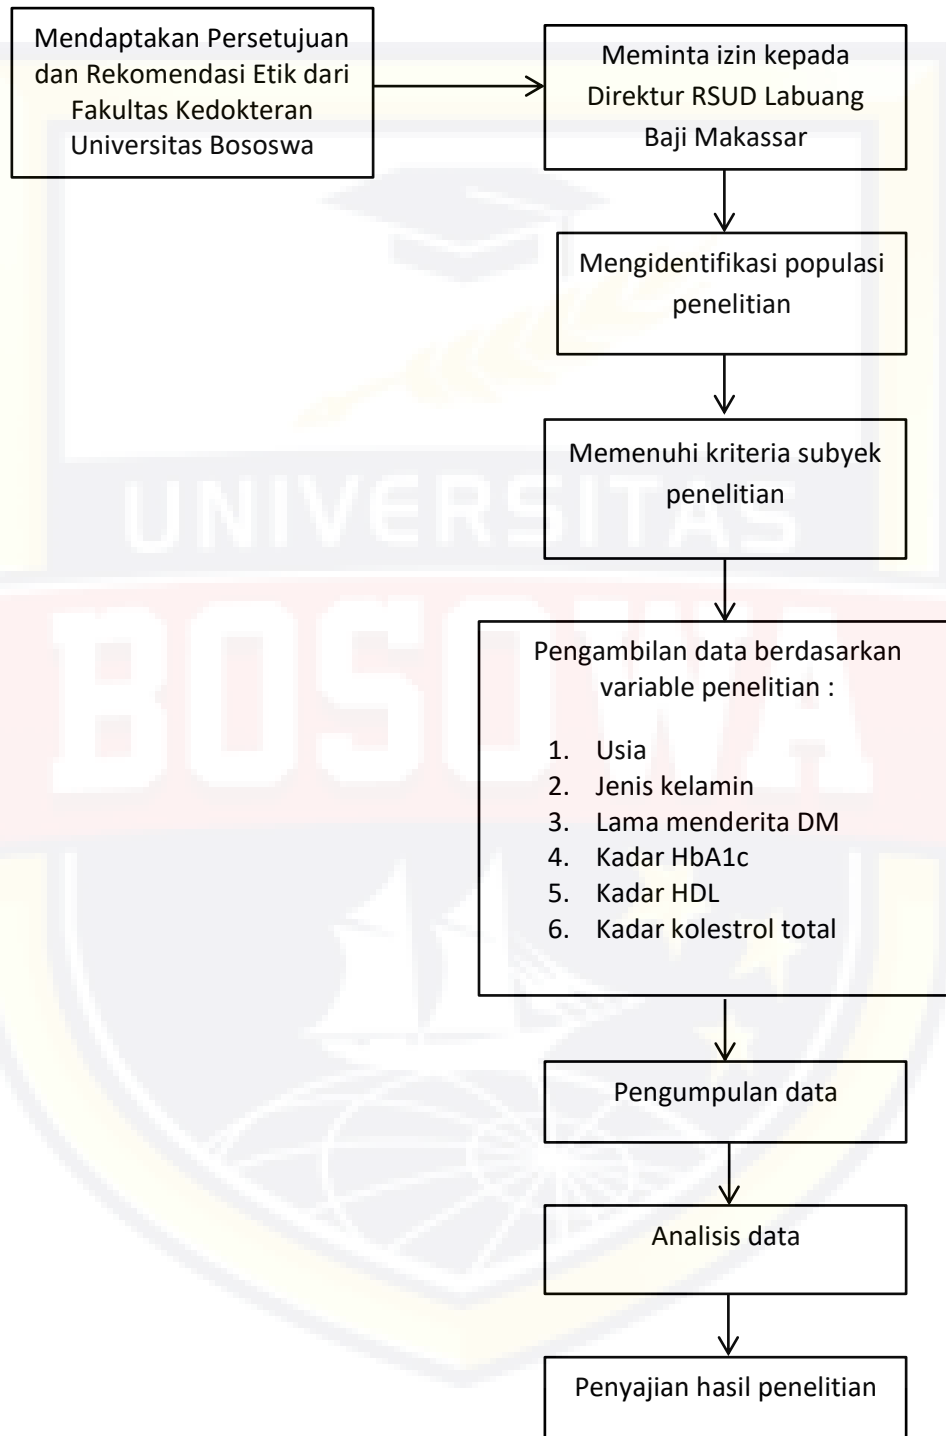 Mendaptakan Persetujuan
dan Rekomendasi Etik dari
Fakultas Kedokteran
Universitas Bososwa
Meminta izin kepada
Direktur RSUD Labuang
Baji Makassar
Mengidentifikasi populasi
penelitian
Memenuhi kriteria subyek
penelitian
UNIVERSITAS
BOSOWA
Pengambilan data berdasarkan
variable penelitian :
1. Usia
2. Jenis kelamin
3. Lama menderita DM
4. Kadar HbA1c
5. Kadar HDL
6. Kadar kolestrol total
Pengumpulan data
Analisis data
Penyajian hasil penelitian